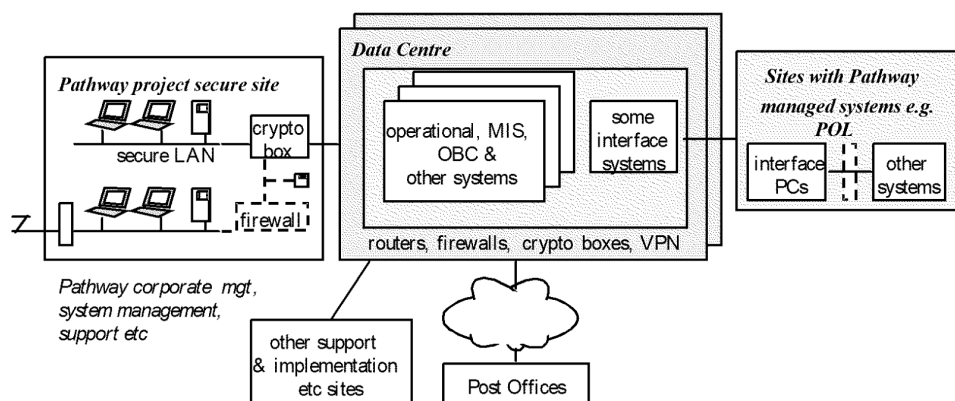 Pathway project secure site
secure LAN
crypto
box
firewall
Pathway corporate mgt,
system management,
support etc
Data Centre
operational, MIS,
OBC &
other systems
some
interface
systems
routers, firewalls, crypto boxes, VPN
other support
& implementation
etc sites
Post Offices
Sites with Pathway
managed systems e.g.
POL
interface
PCs
other
systems